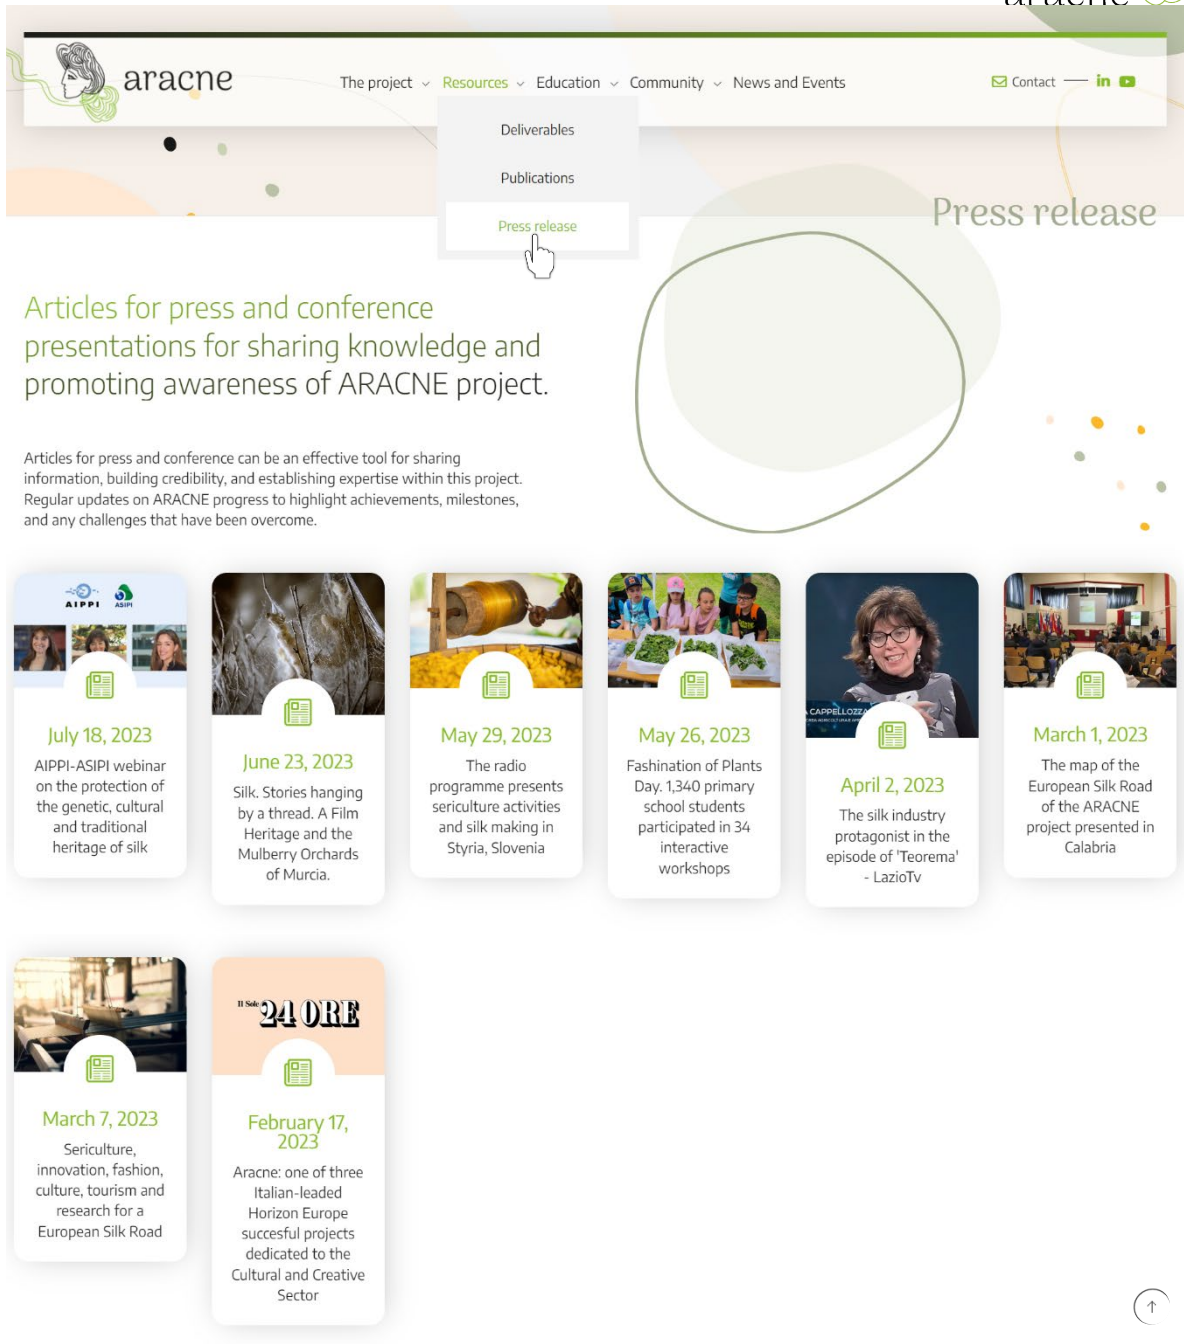 aracne
aracne
The project
Resources
Education
Community
News and Events
Contact
in
Deliverables
Publications
Press release
Press release
Articles for press and conference
presentations for sharing knowledge and
promoting awareness of ARACNE project.
Articles for press and conference can be an effective tool for sharing
information, building credibility, and establishing expertise within this project.
Regular updates on ARACNE progress to highlight achievements, milestones,
and any challenges that have been overcome.
AIPPI
ASIPI
July 18, 2023
AIPPI-ASIPI webinar
on the protection of
the genetic, cultural
and traditional
heritage of silk
June 23, 2023
Silk. Stories hanging
by a thread. A Film
Heritage and the
Mulberry Orchards
of Murcia.
May 29, 2023
The radio
programme presents
sericulture activities
and silk making in
Styria, Slovenia
May 26, 2023
Fashination of Plants
Day. 1,340 primary
school students
participated in 34
interactive
workshops
A CAPPELLOZZA
April 2, 2023
The silk industry
protagonist in the
episode of 'Teorema'
- LazioTv
March 1, 2023
The map of the
European Silk Road
of the ARACNE
project presented in
Calabria
March 7, 2023
Sericulture,
innovation, fashion,
culture, tourism and
research for a
European Silk Road
Il Sole 24 ORE
February 17,
2023
Aracne: one of three
Italian-leaded
Horizon Europe
succesful projects
dedicated to the
Cultural and Creative
Sector